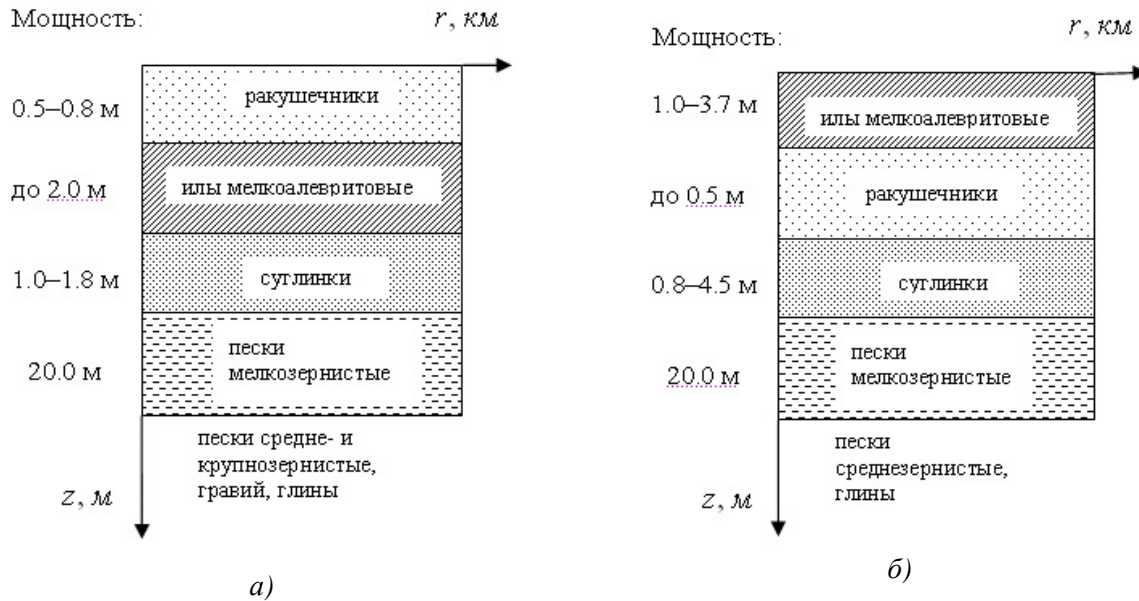 Мощность:
r, км
0.5–0.8 м
ракушечники
до 2.0 м
илы мелкоалевритовые
1.0–1.8 м
суглинки
20.0 м
пески
мелкозернистые
пески средне- и
крупнозернистые,
гравий, глины
z, м
а)
Мощность:
r, км
1.0–3.7 м
илы мелкоалевритовые
до 0.5 м
ракушечники
0.8–4.5 м
суглинки
20.0 м
пески
мелкозернистые
пески
среднезернистые,
глины
z, м
б)